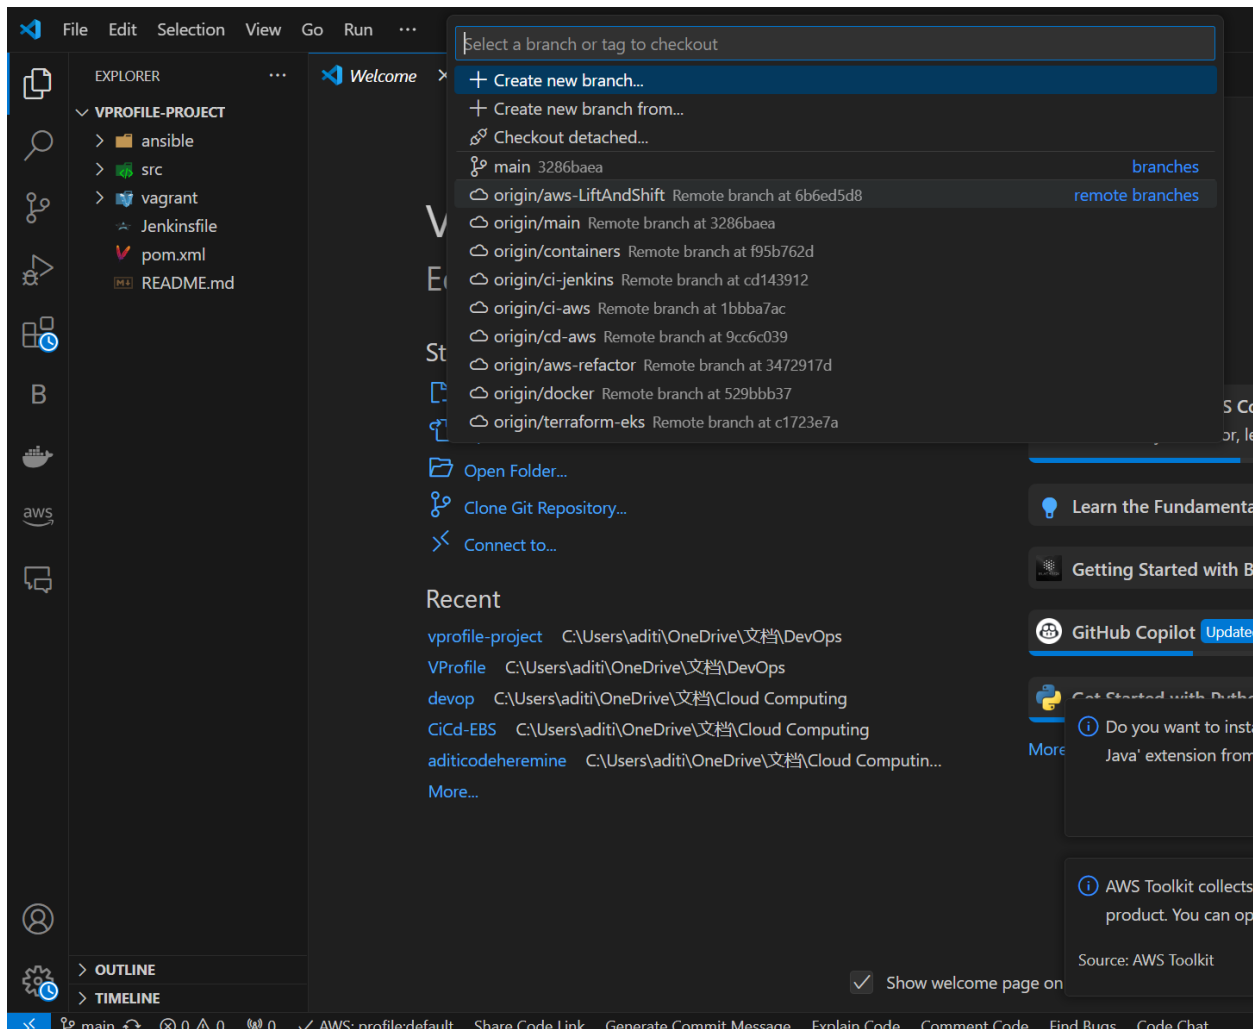 File Edit Selection View Go Run ...
Select a branch or tag to checkout
EXPLORER ...
Welcome
Create new branch...
Create new branch from...
Checkout detached...
main 3286baea branches
origin/aws-LiftAndShift Remote branch at 6b6ed5d8 remote branches
origin/main Remote branch at 3286baea
origin/containers Remote branch at f95b762d
origin/ci-jenkins Remote branch at cd143912
origin/ci-aws Remote branch at 1bbba7ac
origin/cd-aws Remote branch at 9cc6c039
origin/aws-refactor Remote branch at 3472917d
origin/docker Remote branch at 529bbb37
origin/terraform-eks Remote branch at c1723e7a
VPROFILE-PROJECT
ansible
src
vagrant
Jenkinsfile
pom.xml
README.md
B
aws
Open Folder...
Clone Git Repository...
Connect to...
Recent
vprofile-project C:\Users\aditi\OneDrive\文档\DevOps
VProfile C:\Users\aditi\OneDrive\文档\DevOps
devop C:\Users\aditi\OneDrive\文档\Cloud Computing
CiCd-EBS C:\Users\aditi\OneDrive\文档\Cloud Computing
aditicodeheremine C:\Users\aditi\OneDrive\文档\Cloud Computin...
More...
Learn the Fundamenta
Getting Started with B
GitHub Copilot Update
Get Started with Pytho
More
Do you want to insta
Java' extension from
AWS Toolkit collects
product. You can op
Source: AWS Toolkit
Show welcome page on
OUTLINE
TIMELINE
main 0 0 0 AWS: profile:default Share Code Link Generate Commit Message Explain Code Comment Code Find Bugs Code Chat